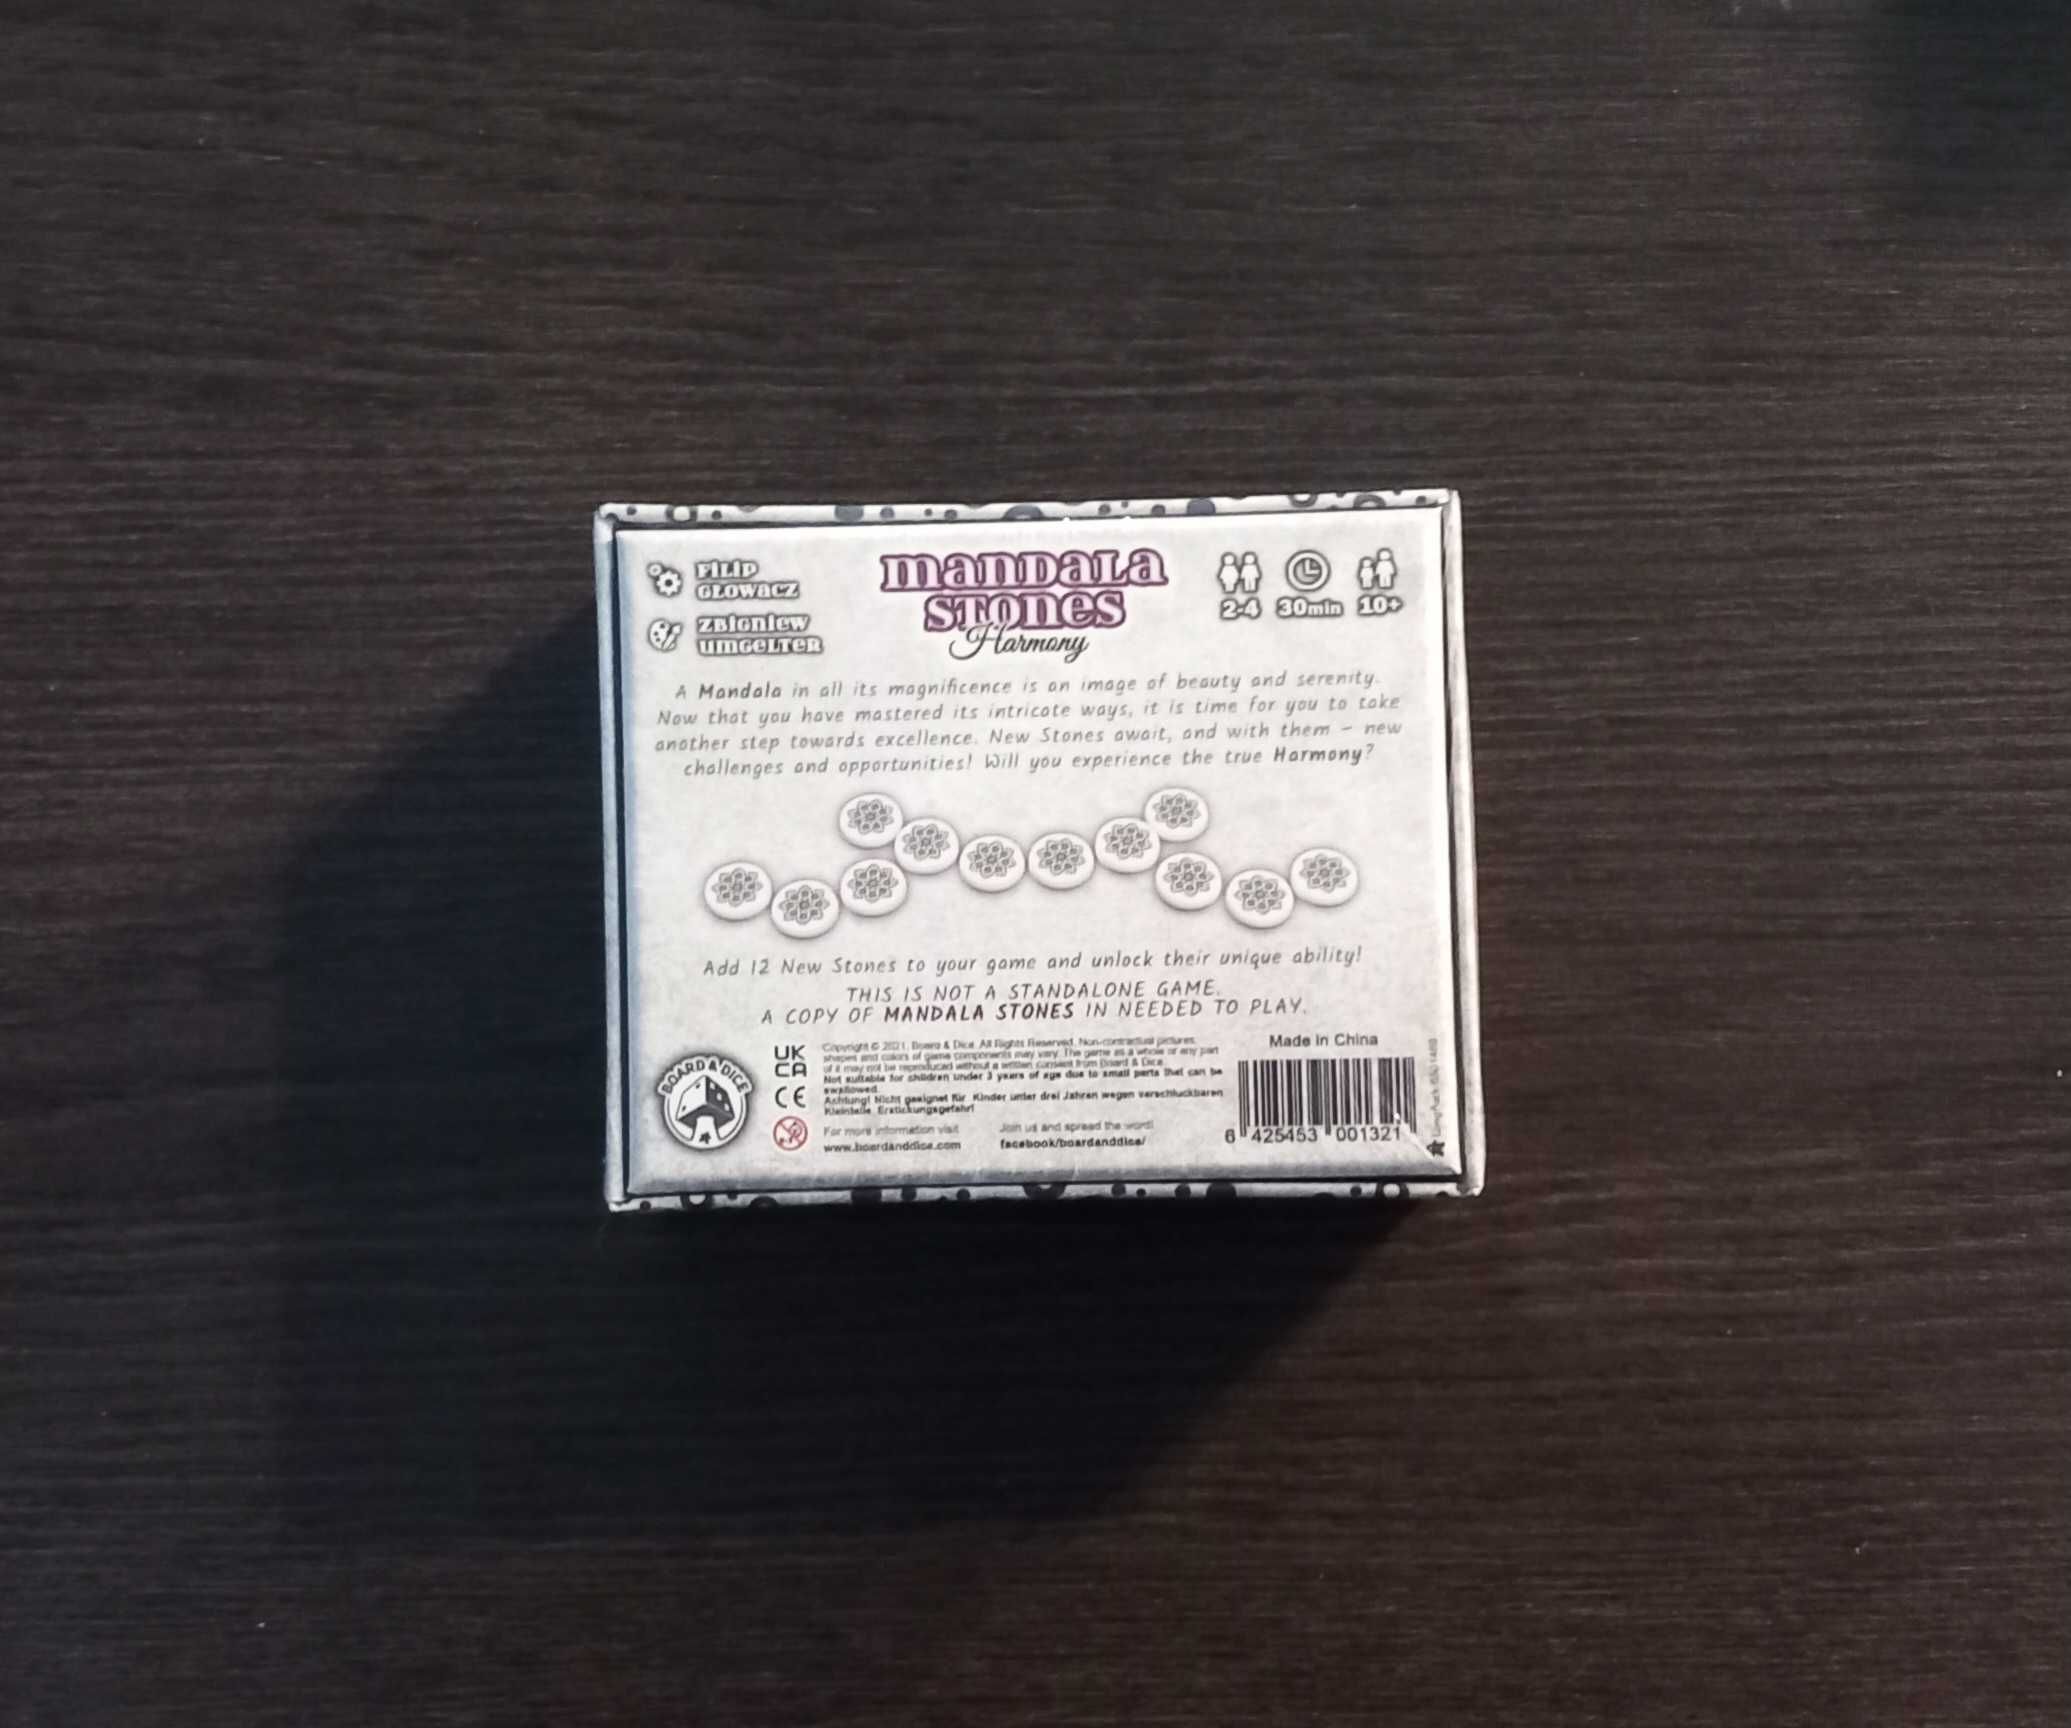 FILIP
GŁOWACZ
ZBIGNIEW
UMGELTER
MANDALA
STONES
Harmony
2-4 30min 10+
A Mandala in all its magnificence is an image of beauty and serenity.
Now that you have mastered its intricate ways, it is time for you to take
another step towards excellence. New Stones await, and with them – new
challenges and opportunities! Will you experience the true Harmony?
Add 12 New Stones to your game and unlock their unique ability!
THIS IS NOT A STANDALONE GAME.
A COPY OF MANDALA STONES IN NEEDED TO PLAY.
BOARD & DICE
UK
CA
CE
Copyright © 2021, Board & Dice. All Rights Reserved. Non-contractual pictures,
shapes and colors of game components may vary. The game as a whole or any part
of it may not be reproduced without a written consent from Board & Dice.
Not suitable for children under 3 years of age due to small parts that can be
swallowed.
Achtung! Nicht geeignet für Kinder unter drei Jahren wegen verschluckbaren
Kleinteile. Erstickungsgefahr!
For more information visit
www.boardanddice.com
Join us and spread the word!
facebook/boardanddice/
Made in China
6 425453 001321